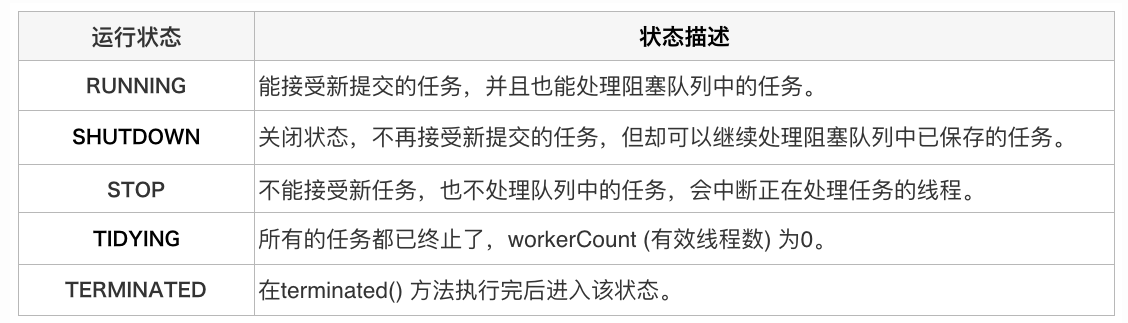 运行状态 状态描述
RUNNING 能接受新提交的任务，并且也能处理阻塞队列中的任务。
SHUTDOWN 关闭状态，不再接受新提交的任务，但却可以继续处理阻塞队列中已保存的任务。
STOP 不能接受新任务，也不处理队列中的任务，会中断正在处理任务的线程。
TIDYING 所有的任务都已终止了，workerCount (有效线程数) 为0。
TERMINATED 在terminated() 方法执行完后进入该状态。